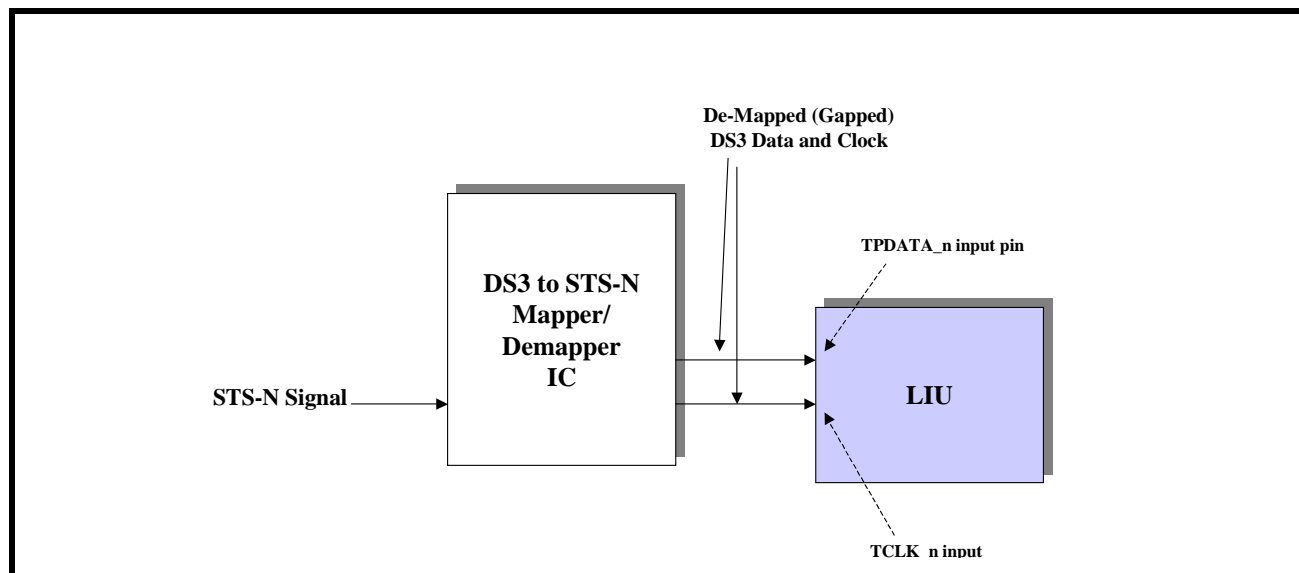 De-Mapped (Gapped)
DS3 Data and Clock
TPDATA_n input pin
DS3 to STS-N
Mapper/
Demapper
IC
STS-N Signal
LIU
TCLK_n input